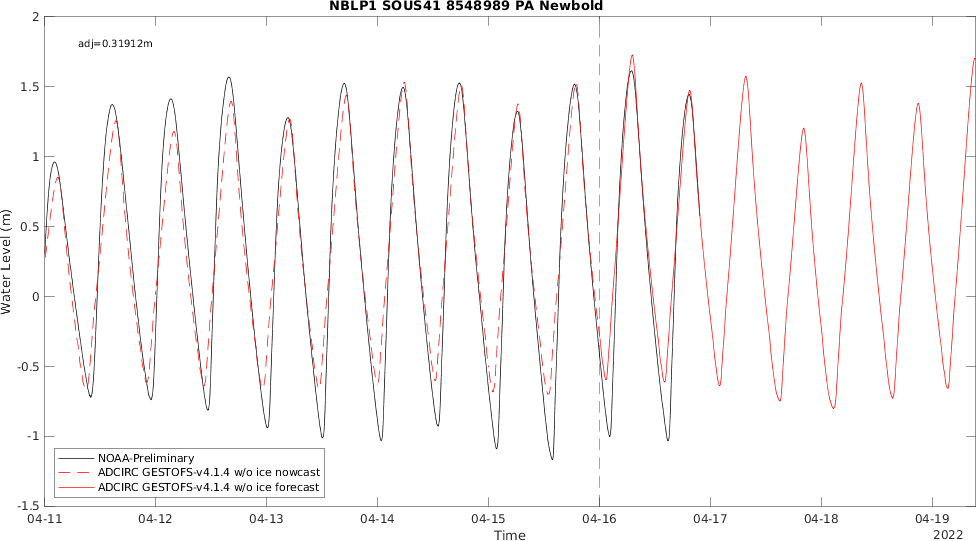 NBLP1 SOUS41 8548989 PA Newbold
adj=0.31912m
2
1.5
1
0.5
0
-0.5
-1
-1.5
Water Level (m)
NOAA-Preliminary
ADCIRC GESTOFS-v4.1.4 w/o ice nowcast
ADCIRC GESTOFS-v4.1.4 w/o ice forecast
04-11 04-12 04-13 04-14 04-15 04-16 04-17 04-18 04-19
Time
2022